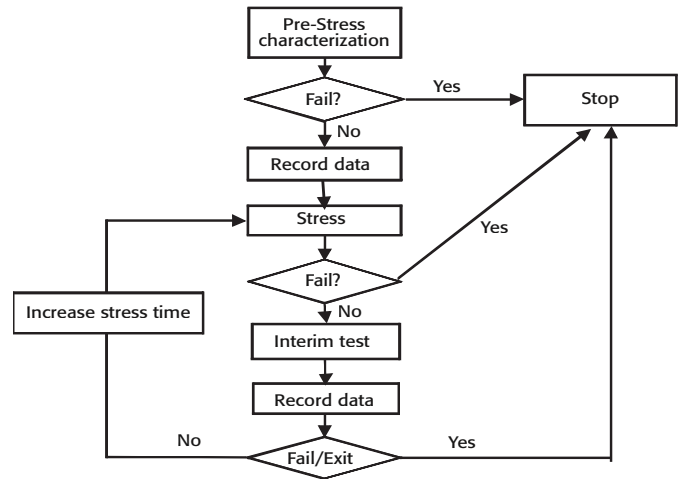 Pre-Stress
characterization
Fail?
Yes
Stop
No
Record data
Stress
Yes
Fail?
Increase stress time
No
Interim test
Record data
No
Fail/Exit
Yes